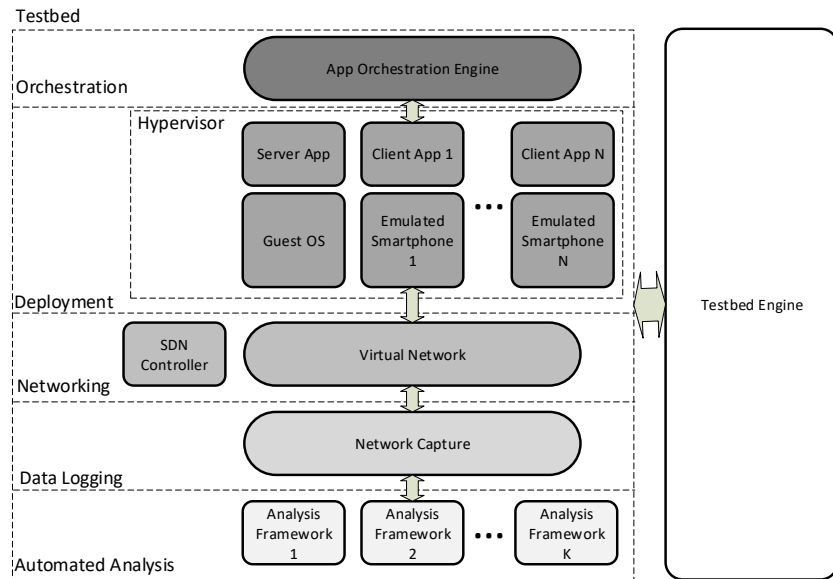 Testbed
App Orchestration Engine
Orchestration
Hypervisor
Server App
Client App 1
Client App N
Guest OS
Emulated
Smartphone
1
...
Emulated
Smartphone
N
Deployment
Testbed Engine
SDN
Controller
Virtual Network
Networking
Network Capture
Data Logging
Analysis
Framework
1
Analysis
Framework
2
...
Analysis
Framework
K
Automated Analysis